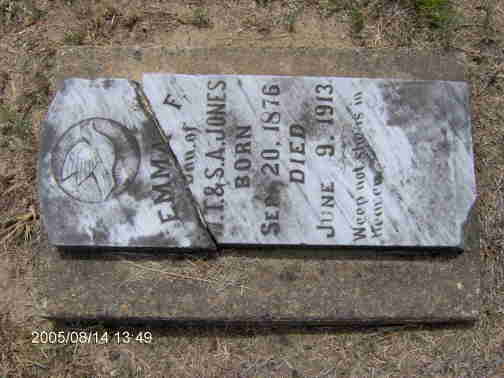 EMMA F.
Dau. of
J.T. & S.A. JONES
BORN
SEP. 20, 1876
DIED
JUNE 9, 1913.
Weep not she is in
Heaven
2005/08/14 13:49